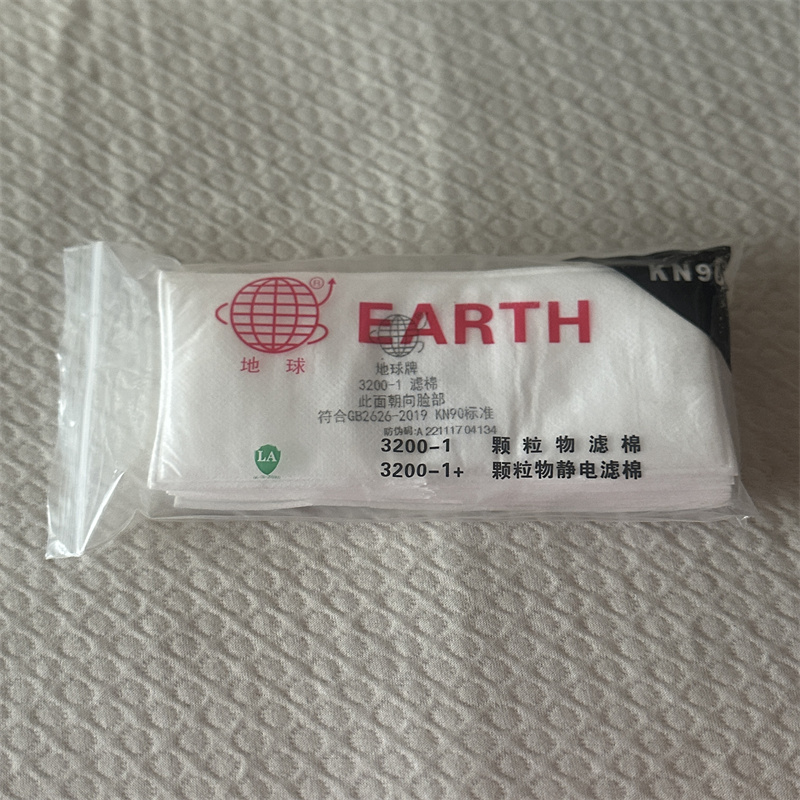 KN90
®
EARTH
地球
地球牌
3200-1 滤棉
此面朝向脸部
符合GB2626-2019 KN90标准
防伪码:A 221117 04134
3200-1 颗粒物滤棉
LA
3200-1+ 颗粒物静电滤棉